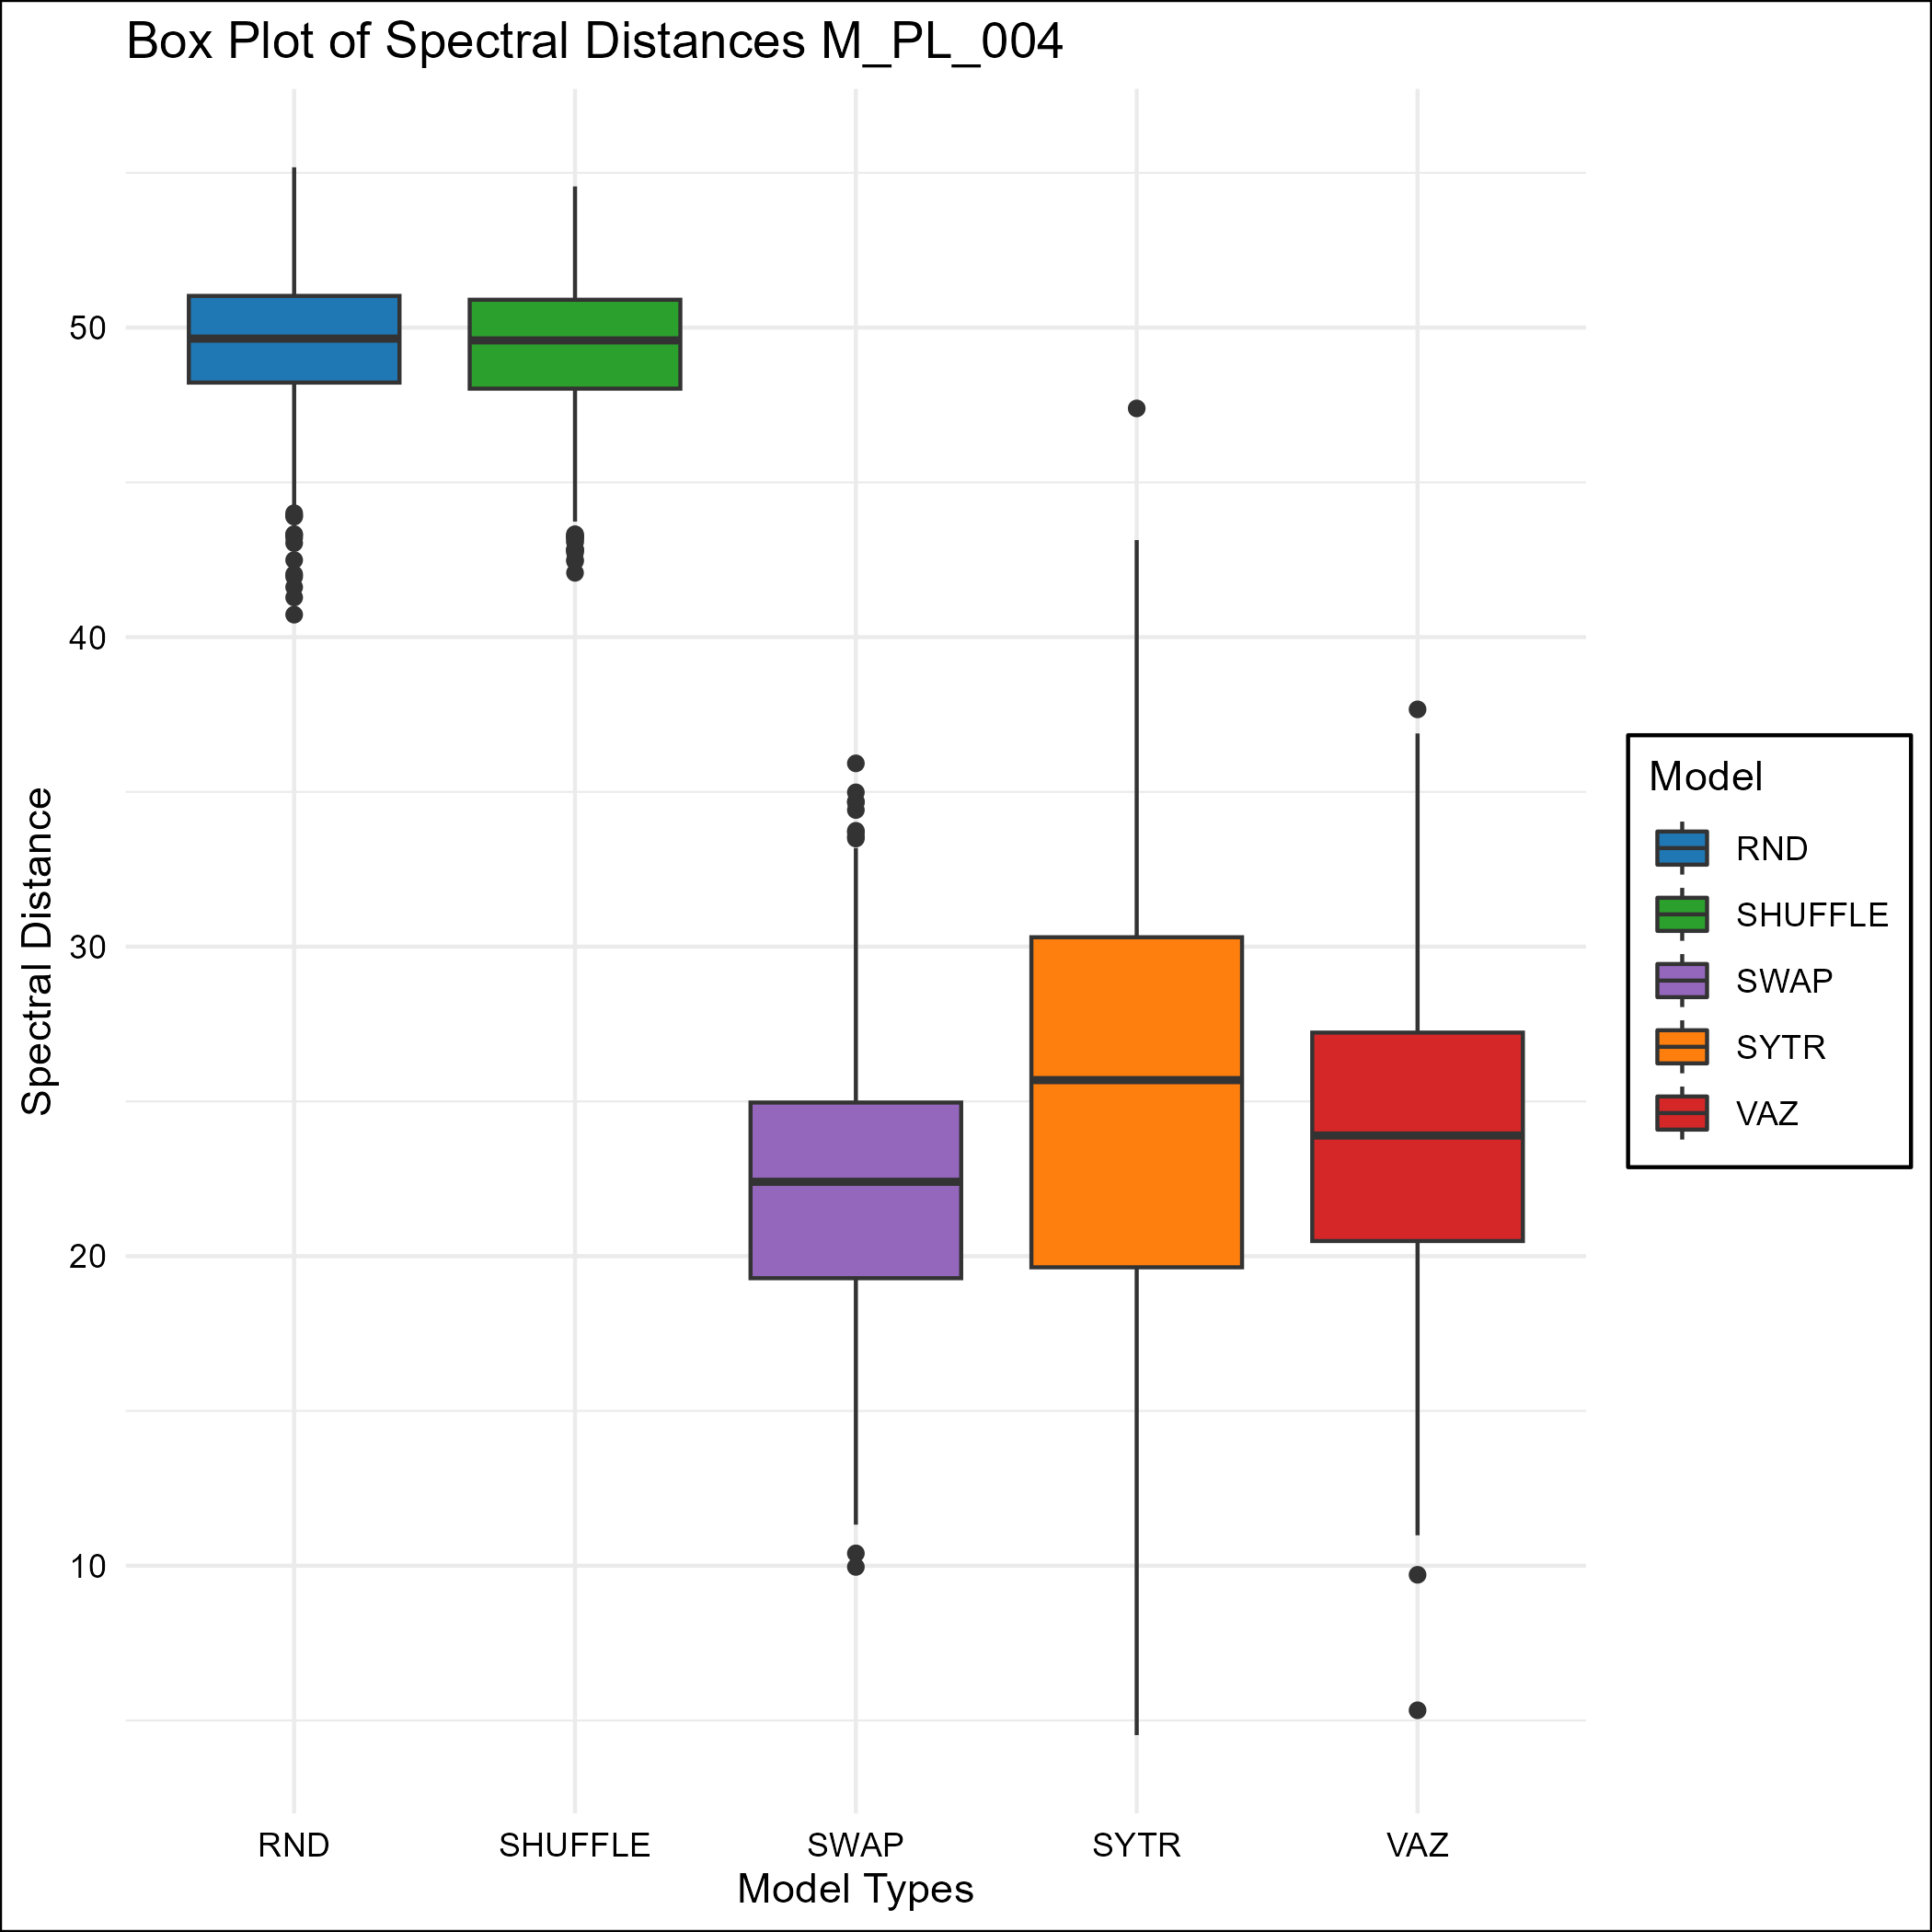 Box Plot of Spectral Distances M_PL_004
50
40
30
20
10
Spectral Distance
RND
SHUFFLE
SWAP
SYTR
VAZ
Model Types
Model
RND
SHUFFLE
SWAP
SYTR
VAZ